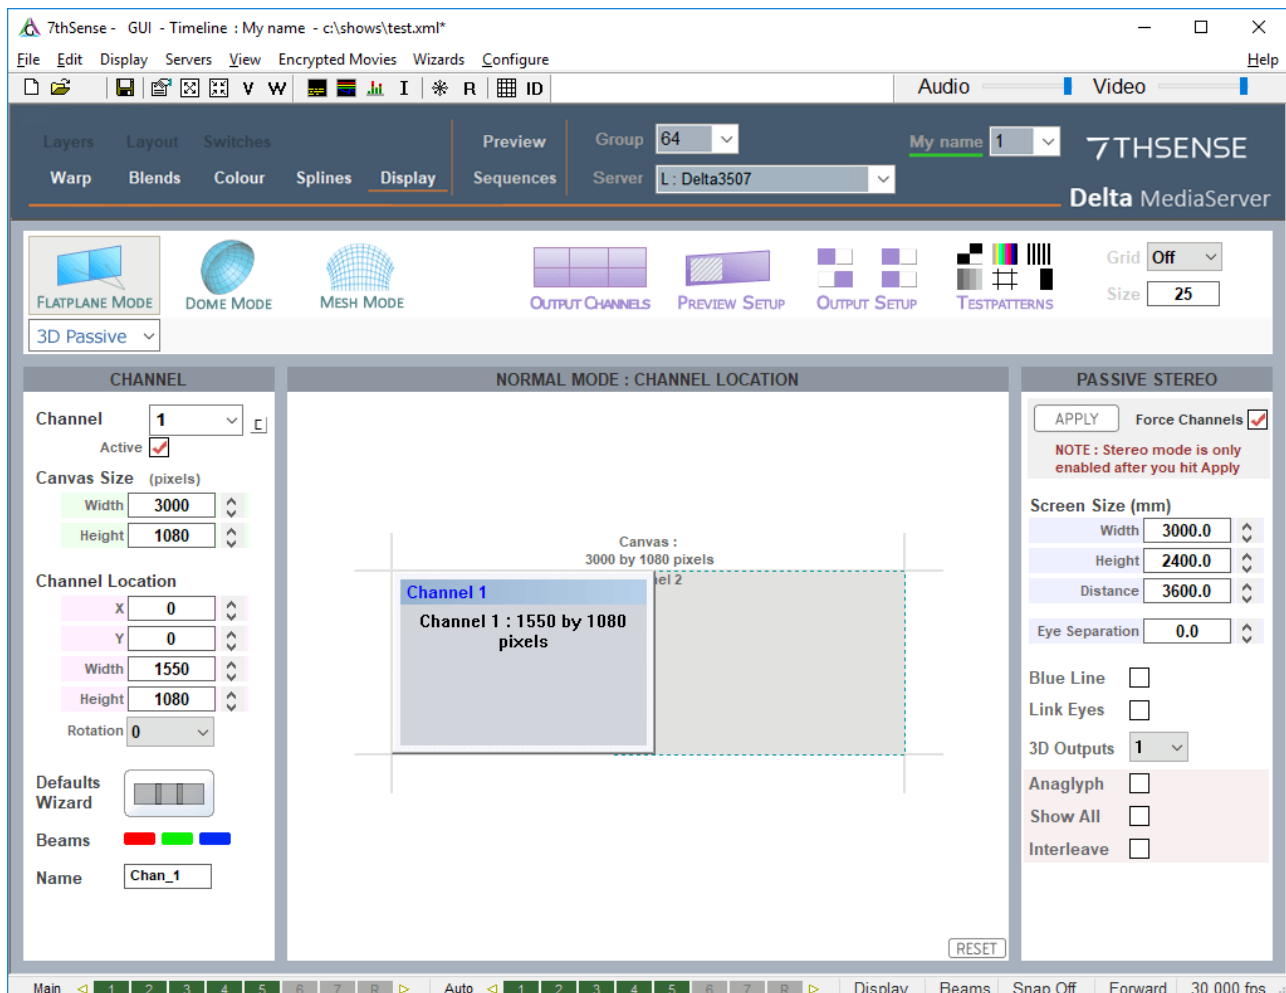 7thSense - GUI - Timeline : My name - c:\shows\test.xml*
File Edit Display Servers View Encrypted Movies Wizards Configure Help
V W I R ID Audio Video
Layers Layout Switches Preview Group 64 My name 1 7THSENSE
Warp Blends Colour Splines Display Sequences Server L : Delta3507
Delta MediaServer
Grid Off
FLATPLANE MODE DOME MODE MESH MODE OUTPUT CHANNELS PREVIEW SETUP OUTPUT SETUP TESTPATTERNS Size 25
3D Passive
CHANNEL
Channel 1
Active
Canvas Size (pixels)
Width 3000
Height 1080
Channel Location
X 0
Y 0
Width 1550
Height 1080
Rotation 0
Defaults
Wizard
Beams
Name Chan_1
NORMAL MODE : CHANNEL LOCATION
Canvas :
3000 by 1080 pixels
nel 2
Channel 1
Channel 1 : 1550 by 1080
pixels
RESET
PASSIVE STEREO
APPLY Force Channels
NOTE : Stereo mode is only
enabled after you hit Apply
Screen Size (mm)
Width 3000.0
Height 2400.0
Distance 3600.0
Eye Separation 0.0
Blue Line
Link Eyes
3D Outputs 1
Anaglyph
Show All
Interleave
Main 1 2 3 4 5 6 7 R Auto 1 2 3 4 5 6 7 R Display Beams Snap Off Forward 30.000 fps